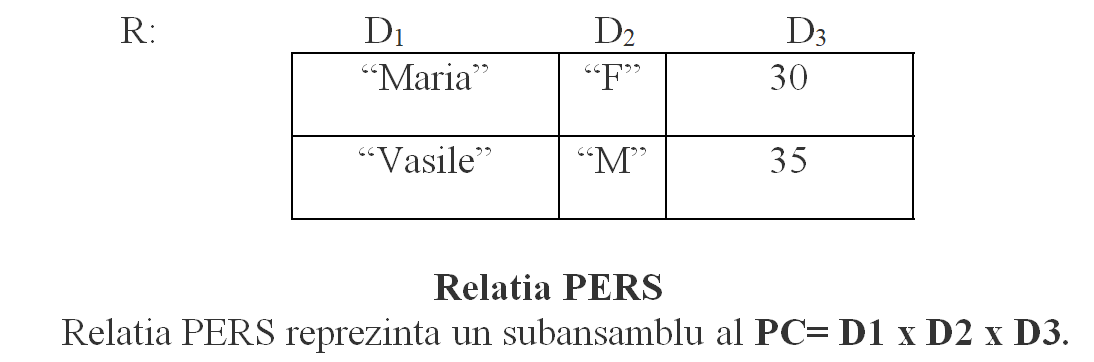 R: D₁ D₂ D₃
“Maria” “F” 30
“Vasile” “M” 35
Relatia PERS
Relatia PERS reprezinta un subansamblu al PC= D1 x D2 x D3.